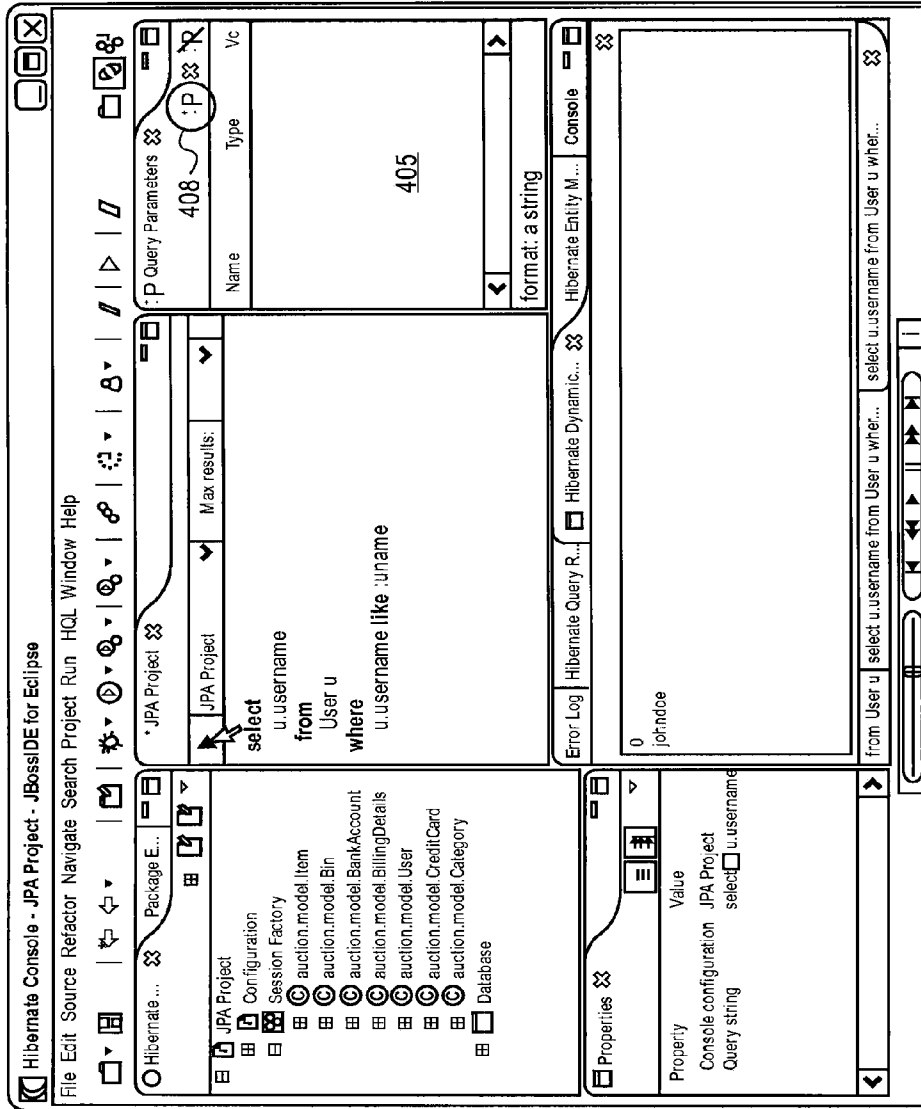 Hibernate Console - JPA Project - JBossIDE for Eclipse
File Edit Source Refactor Navigate Search Project Run HQL Window Help
Hibernate ...
Package E...
JPA Project
Configuration
Session Factory
auction.model.Item
auction.model.Bin
auction.model.BankAccount
auction.model.BillingDetails
auction.model.User
auction.model.CreditCard
auction.model.Category
Database
*JPA Project
JPA Project
Max results:
select
u.username
from
User u
where
u.username like :uname
:P Query Parameters
408
:P
:P
Name Type Vc
405
format: a string
Properties
Property Value
Console configuration JPA Project
Query string select u.username
Error Log
Hibernate Query R...
Hibernate Dynamic...
Hibernate Entity M...
Console
0
johndoe
from User u
select u.username from User u wher...
select u.username from User u wher...